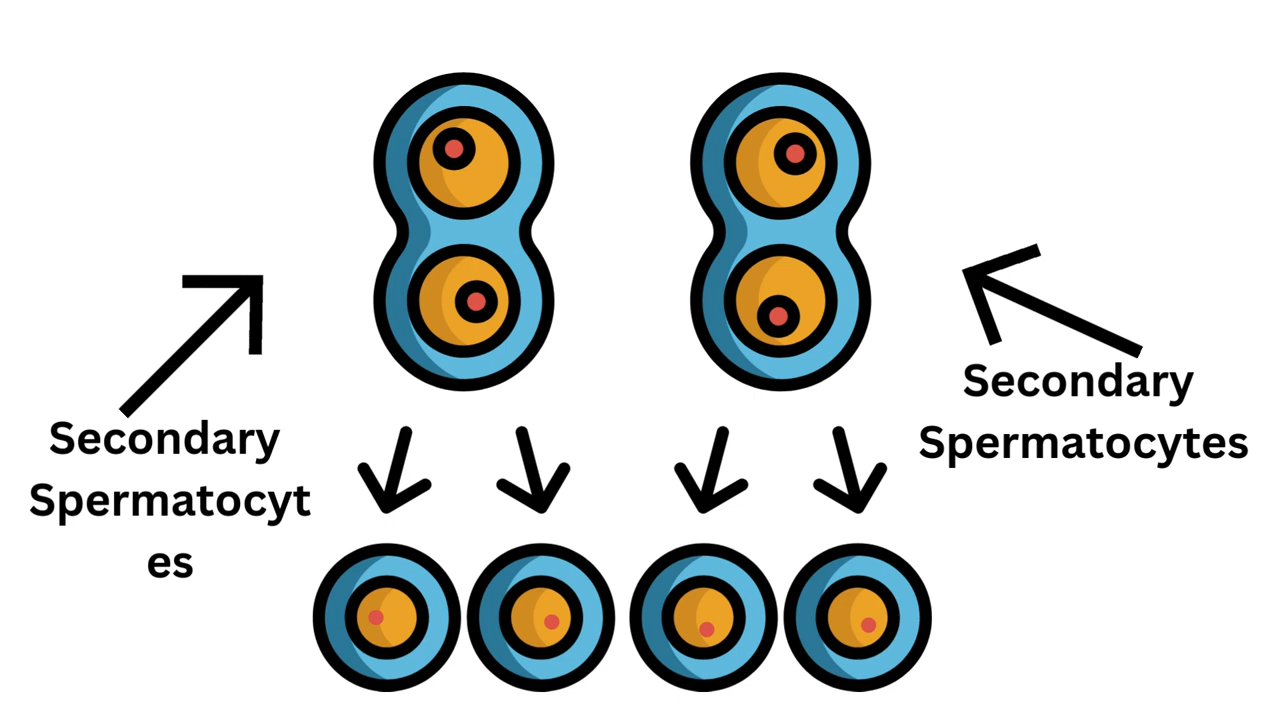 Secondary
Spermatocyt
es
Secondary
Spermatocytes